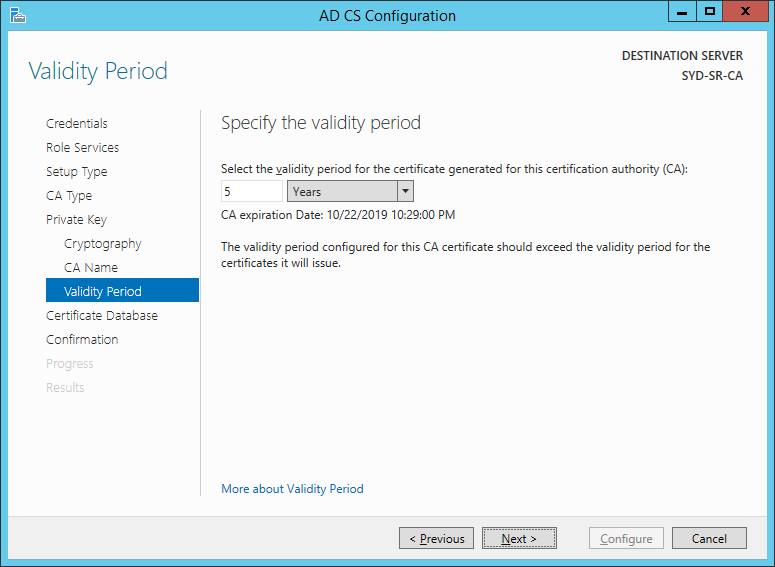 AD CS Configuration
Validity Period
DESTINATION SERVER
SYD-SR-CA
Credentials
Role Services
Setup Type
CA Type
Private Key
Cryptography
CA Name
Validity Period
Certificate Database
Confirmation
Progress
Results
Specify the validity period
Select the validity period for the certificate generated for this certification authority (CA):
5 Years
CA expiration Date: 10/22/2019 10:29:00 PM
The validity period configured for this CA certificate should exceed the validity period for the
certificates it will issue.
More about Validity Period
< Previous Next > Configure Cancel